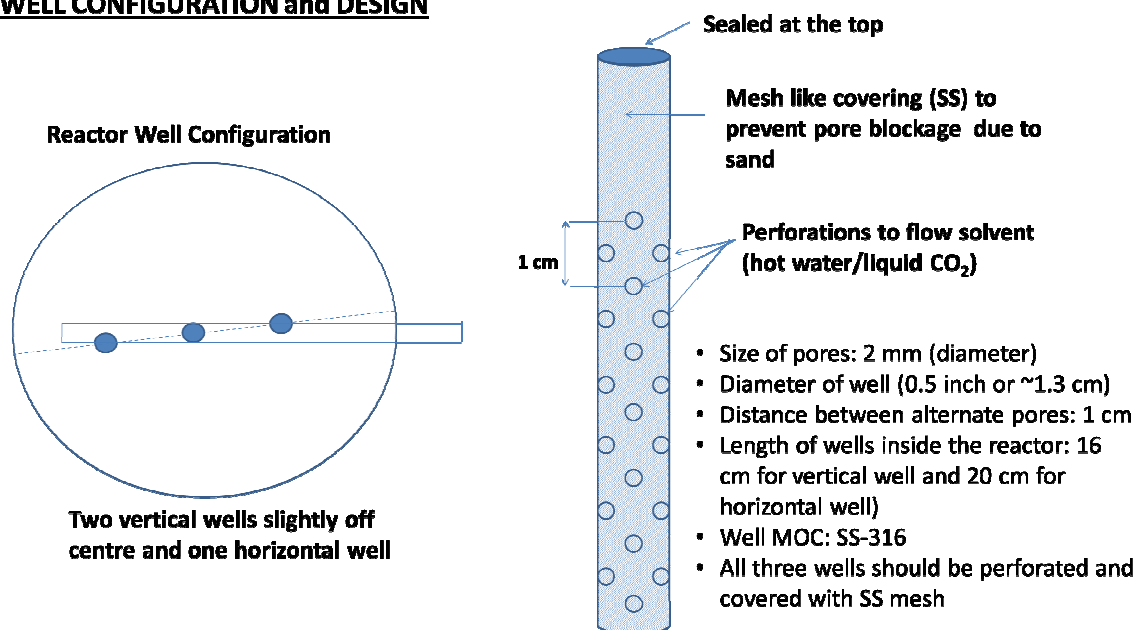 WELL CONFIGURATION and DESIGN
Sealed at the top
Mesh like covering (SS) to
prevent pore blockage due to
sand
Reactor Well Configuration
1 cm
Perforations to flow solvent
(hot water/liquid CO₂)
• Size of pores: 2 mm (diameter)
• Diameter of well (0.5 inch or ~1.3 cm)
• Distance between alternate pores: 1 cm
• Length of wells inside the reactor: 16
cm for vertical well and 20 cm for
horizontal well)
• Well MOC: SS-316
• All three wells should be perforated and
covered with SS mesh
Two vertical wells slightly off
centre and one horizontal well